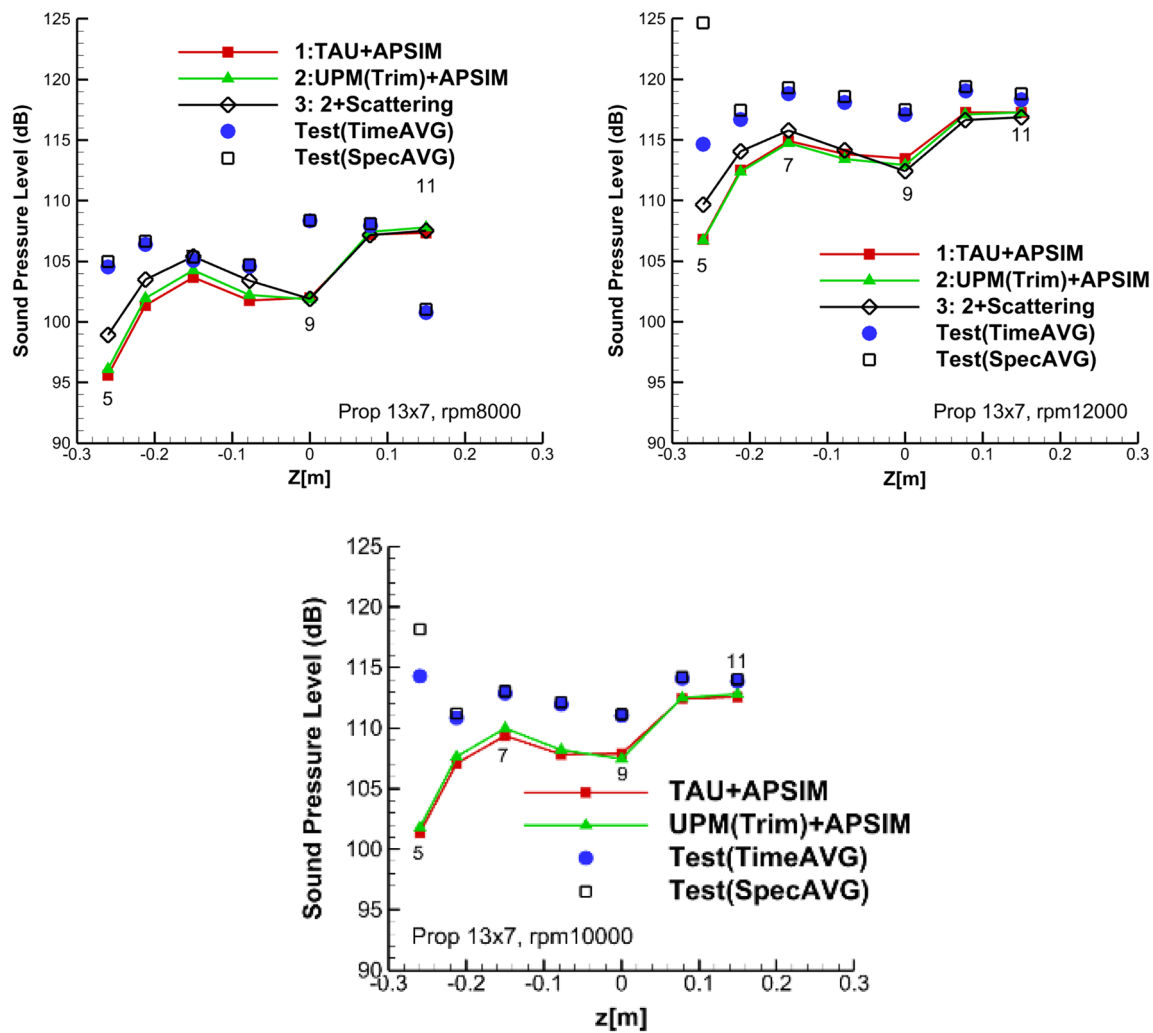 125
120
115
110
105
100
95
90
Sound Pressure Level (dB)
1:TAU+APSIM
2:UPM(Trim)+APSIM
3: 2+Scattering
Test(TimeAVG)
Test(SpecAVG)
11
9
5
Prop 13x7, rpm8000
-0.3 -0.2 -0.1 0 0.1 0.2 0.3
Z[m]
125
120
115
110
105
100
95
90
Sound Pressure Level (dB)
7
11
9
5
1:TAU+APSIM
2:UPM(Trim)+APSIM
3: 2+Scattering
Test(TimeAVG)
Test(SpecAVG)
Prop 13x7, rpm12000
-0.3 -0.2 -0.1 0 0.1 0.2 0.3
Z[m]
125
120
115
110
105
100
95
90
Sound Pressure Level (dB)
11
7
9
5
TAU+APSIM
UPM(Trim)+APSIM
Test(TimeAVG)
Test(SpecAVG)
Prop 13x7, rpm10000
-0.3 -0.2 -0.1 0 0.1 0.2 0.3
z[m]